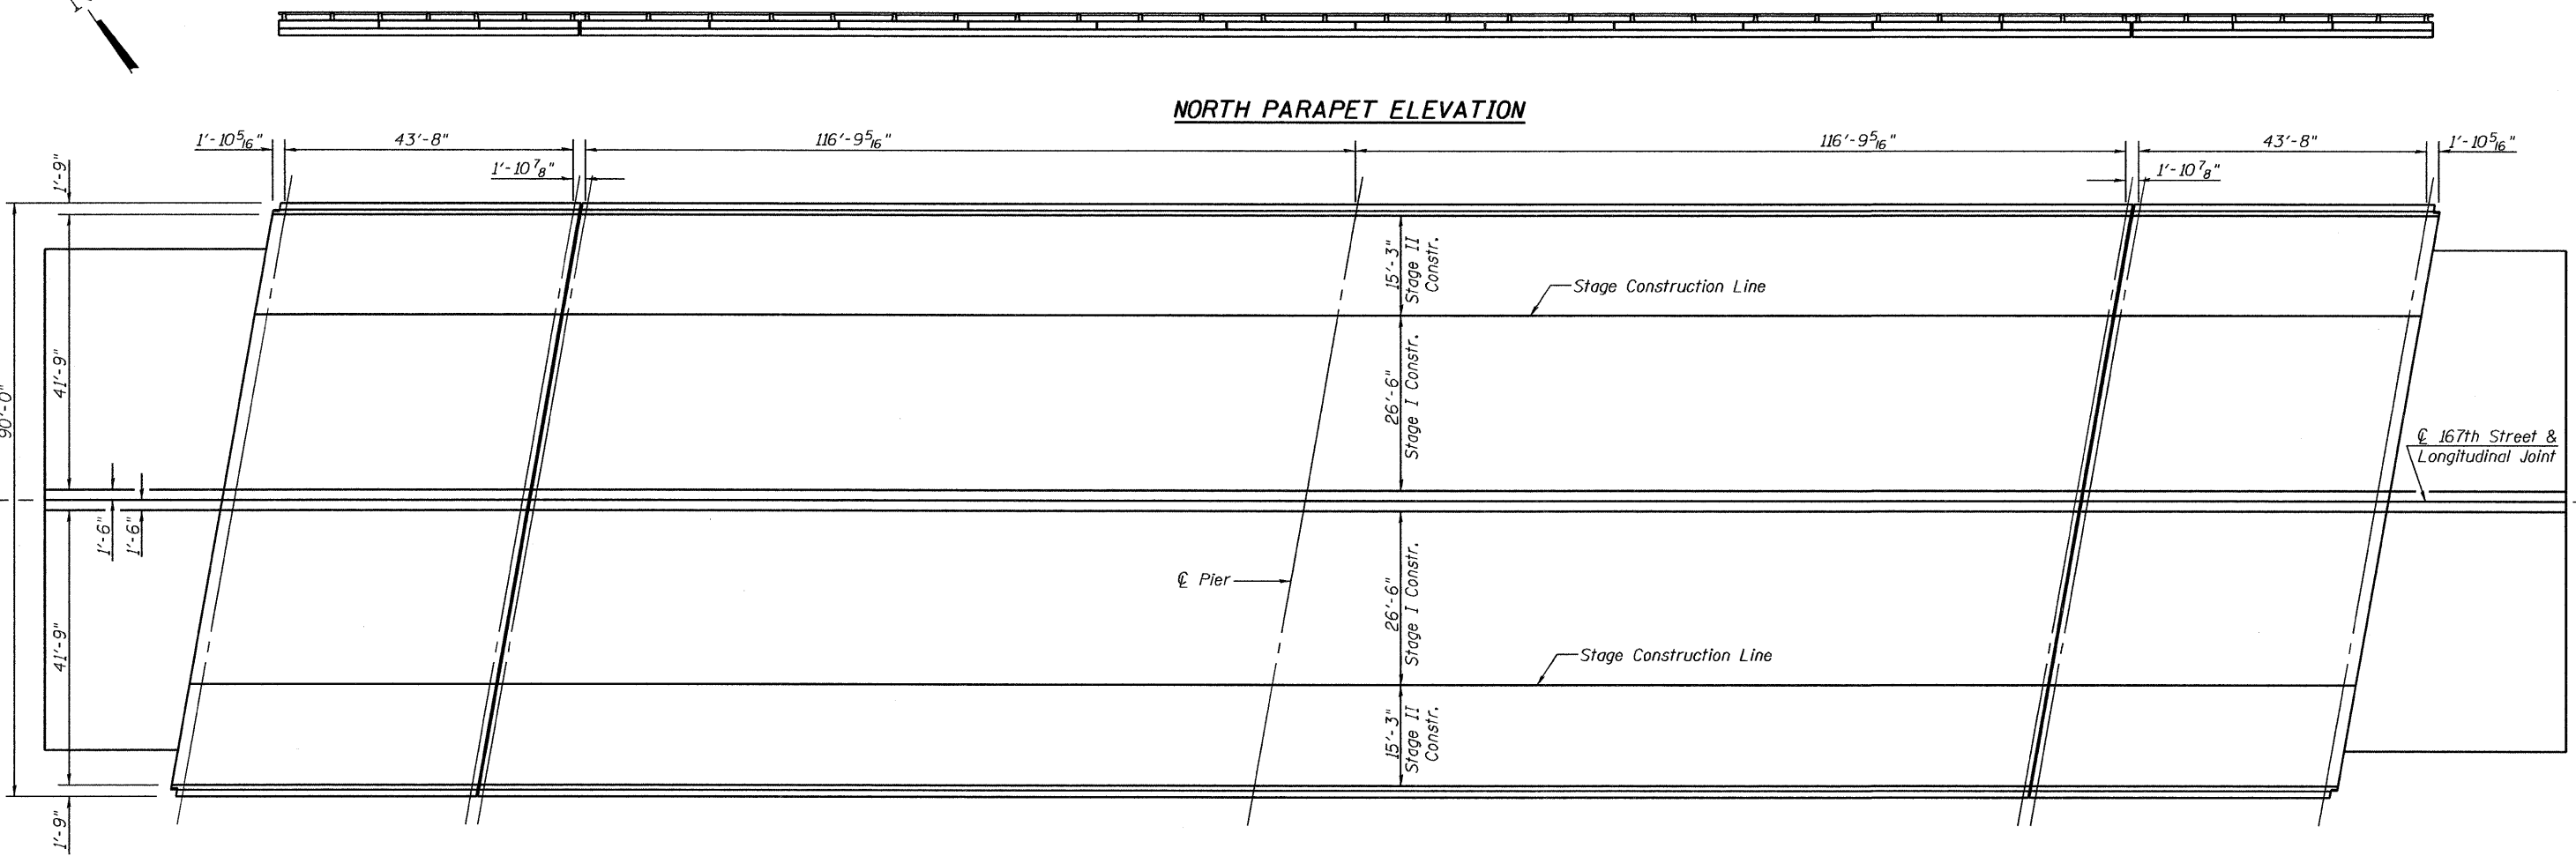 NORTH PARAPET ELEVATION
1'-10 5/16"
43'-8"
116'-9 5/16"
116'-9 5/16"
43'-8"
1'-10 5/16"
1'-10 7/8"
1'-10 7/8"
1'-9"
90'-0"
41'-9"
1'-6"
1'-6"
41'-9"
1'-9"
15'-3"
Stage II
Constr.
Stage Construction Line
26'-6"
Stage I Constr.
℄ 167th Street &
Longitudinal Joint
℄ Pier
26'-6"
Stage I Constr.
Stage Construction Line
15'-3"
Stage II
Constr.